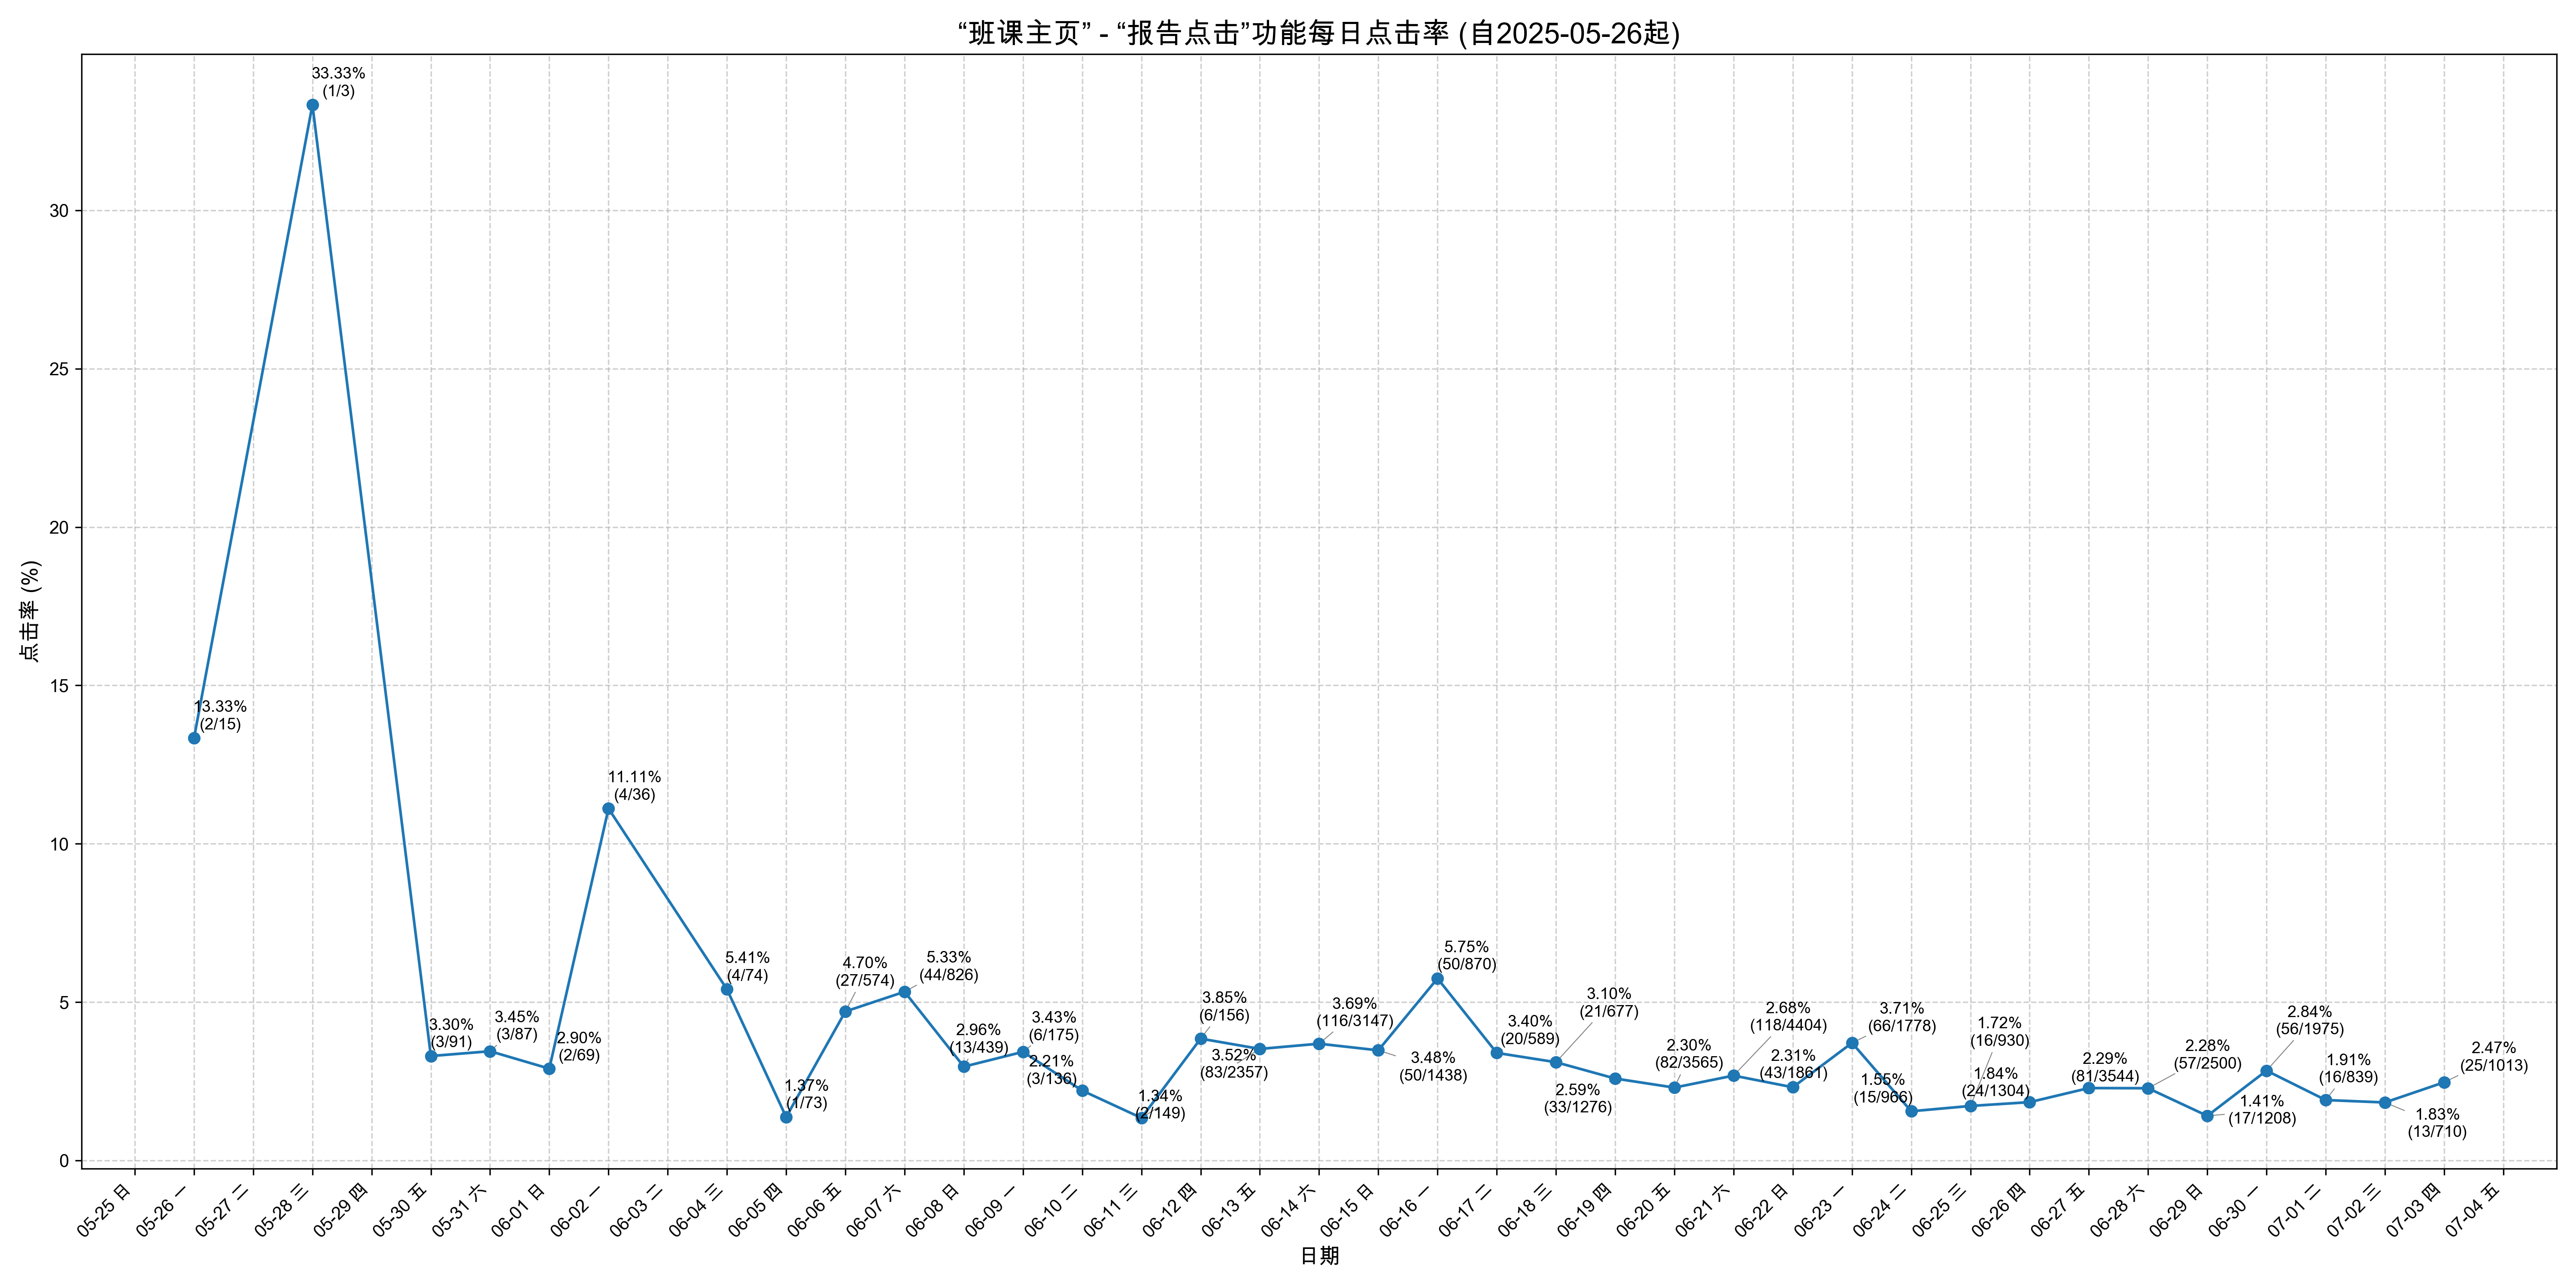 “班课主页” - “报告点击”功能每日点击率 (自2025-05-26起)
点击率 (%)
30
25
20
15
10
5
0
33.33%
(1/3)
13.33%
(2/15)
11.11%
(4/36)
3.30%
(3/91)
3.45%
(3/87)
2.90%
(2/69)
5.41%
(4/74)
1.37%
(1/73)
4.70%
(27/574)
5.33%
(44/826)
2.96%
(13/439)
3.43%
(6/175)
2.21%
(3/136)
1.34%
(2/149)
3.85%
(6/156)
3.52%
(83/2357)
3.69%
(116/3147)
3.48%
(50/1438)
5.75%
(50/870)
3.40%
(20/589)
3.10%
(21/677)
2.59%
(33/1276)
2.30%
(82/3565)
2.68%
(118/4404)
2.31%
(43/1861)
3.71%
(66/1778)
1.55%
(15/966)
1.72%
(16/930)
1.84%
(24/1304)
2.29%
(81/3544)
2.28%
(57/2500)
1.41%
(17/1208)
2.84%
(56/1975)
1.91%
(16/839)
1.83%
(13/710)
2.47%
(25/1013)
05-25 日
05-26 一
05-27 二
05-28 三
05-29 四
05-30 五
05-31 六
06-01 日
06-02 一
06-03 二
06-04 三
06-05 四
06-06 五
06-07 六
06-08 日
06-09 一
06-10 二
06-11 三
06-12 四
06-13 五
06-14 六
06-15 日
06-16 一
06-17 二
06-18 三
06-19 四
06-20 五
06-21 六
06-22 日
06-23 一
06-24 二
06-25 三
06-26 四
06-27 五
06-28 六
06-29 日
06-30 一
07-01 二
07-02 三
07-03 四
07-04 五
日期